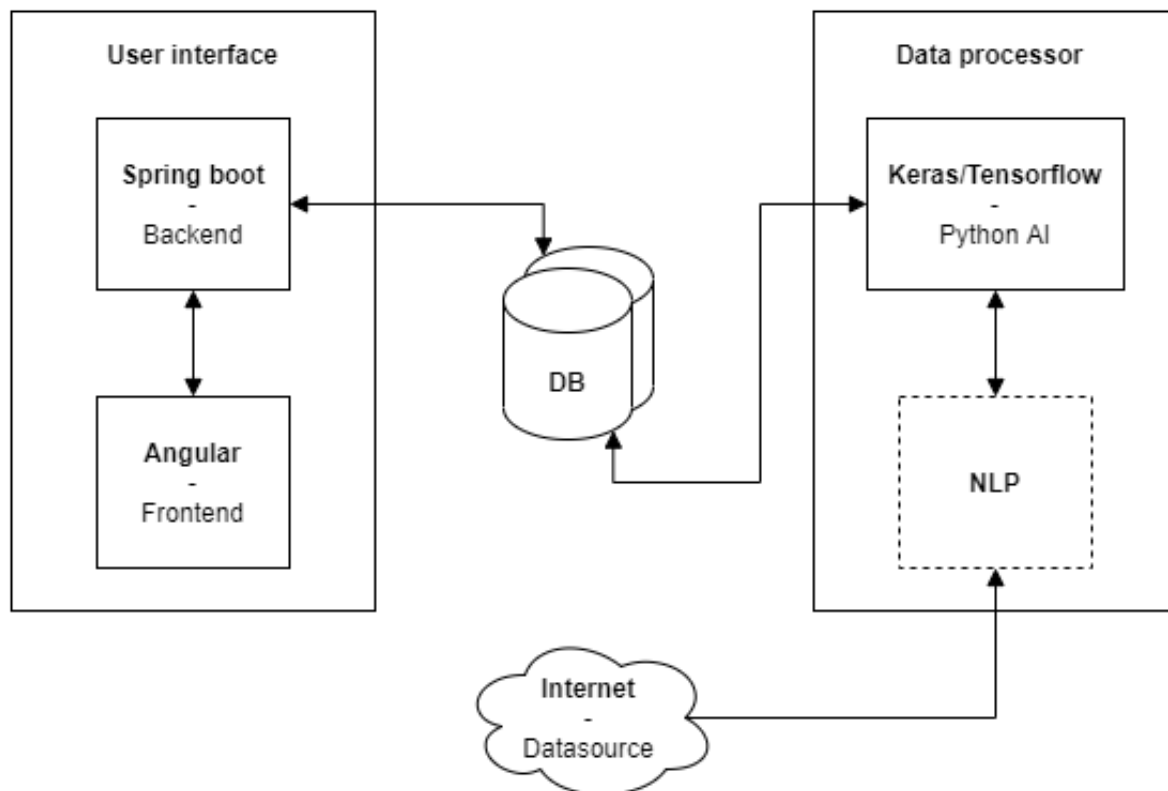 User interface
Spring boot
-
Backend
Angular
-
Frontend
DB
Data processor
Keras/Tensorflow
-
Python AI
NLP
Internet
-
Datasource